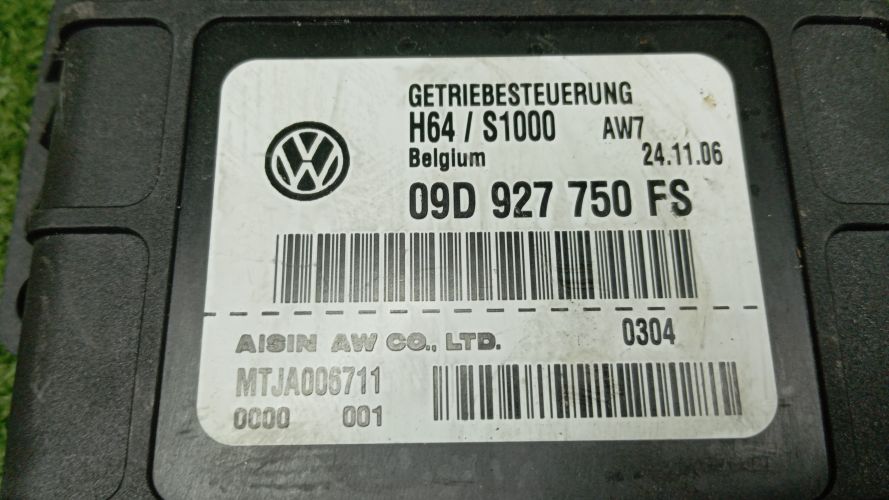 GETRIEBESTEUERUNG
H64 / S1000 AW7
Belgium 24.11.06
09D 927 750 FS
AISIN AW CO., LTD. 0304
MTJA006711
0000 001